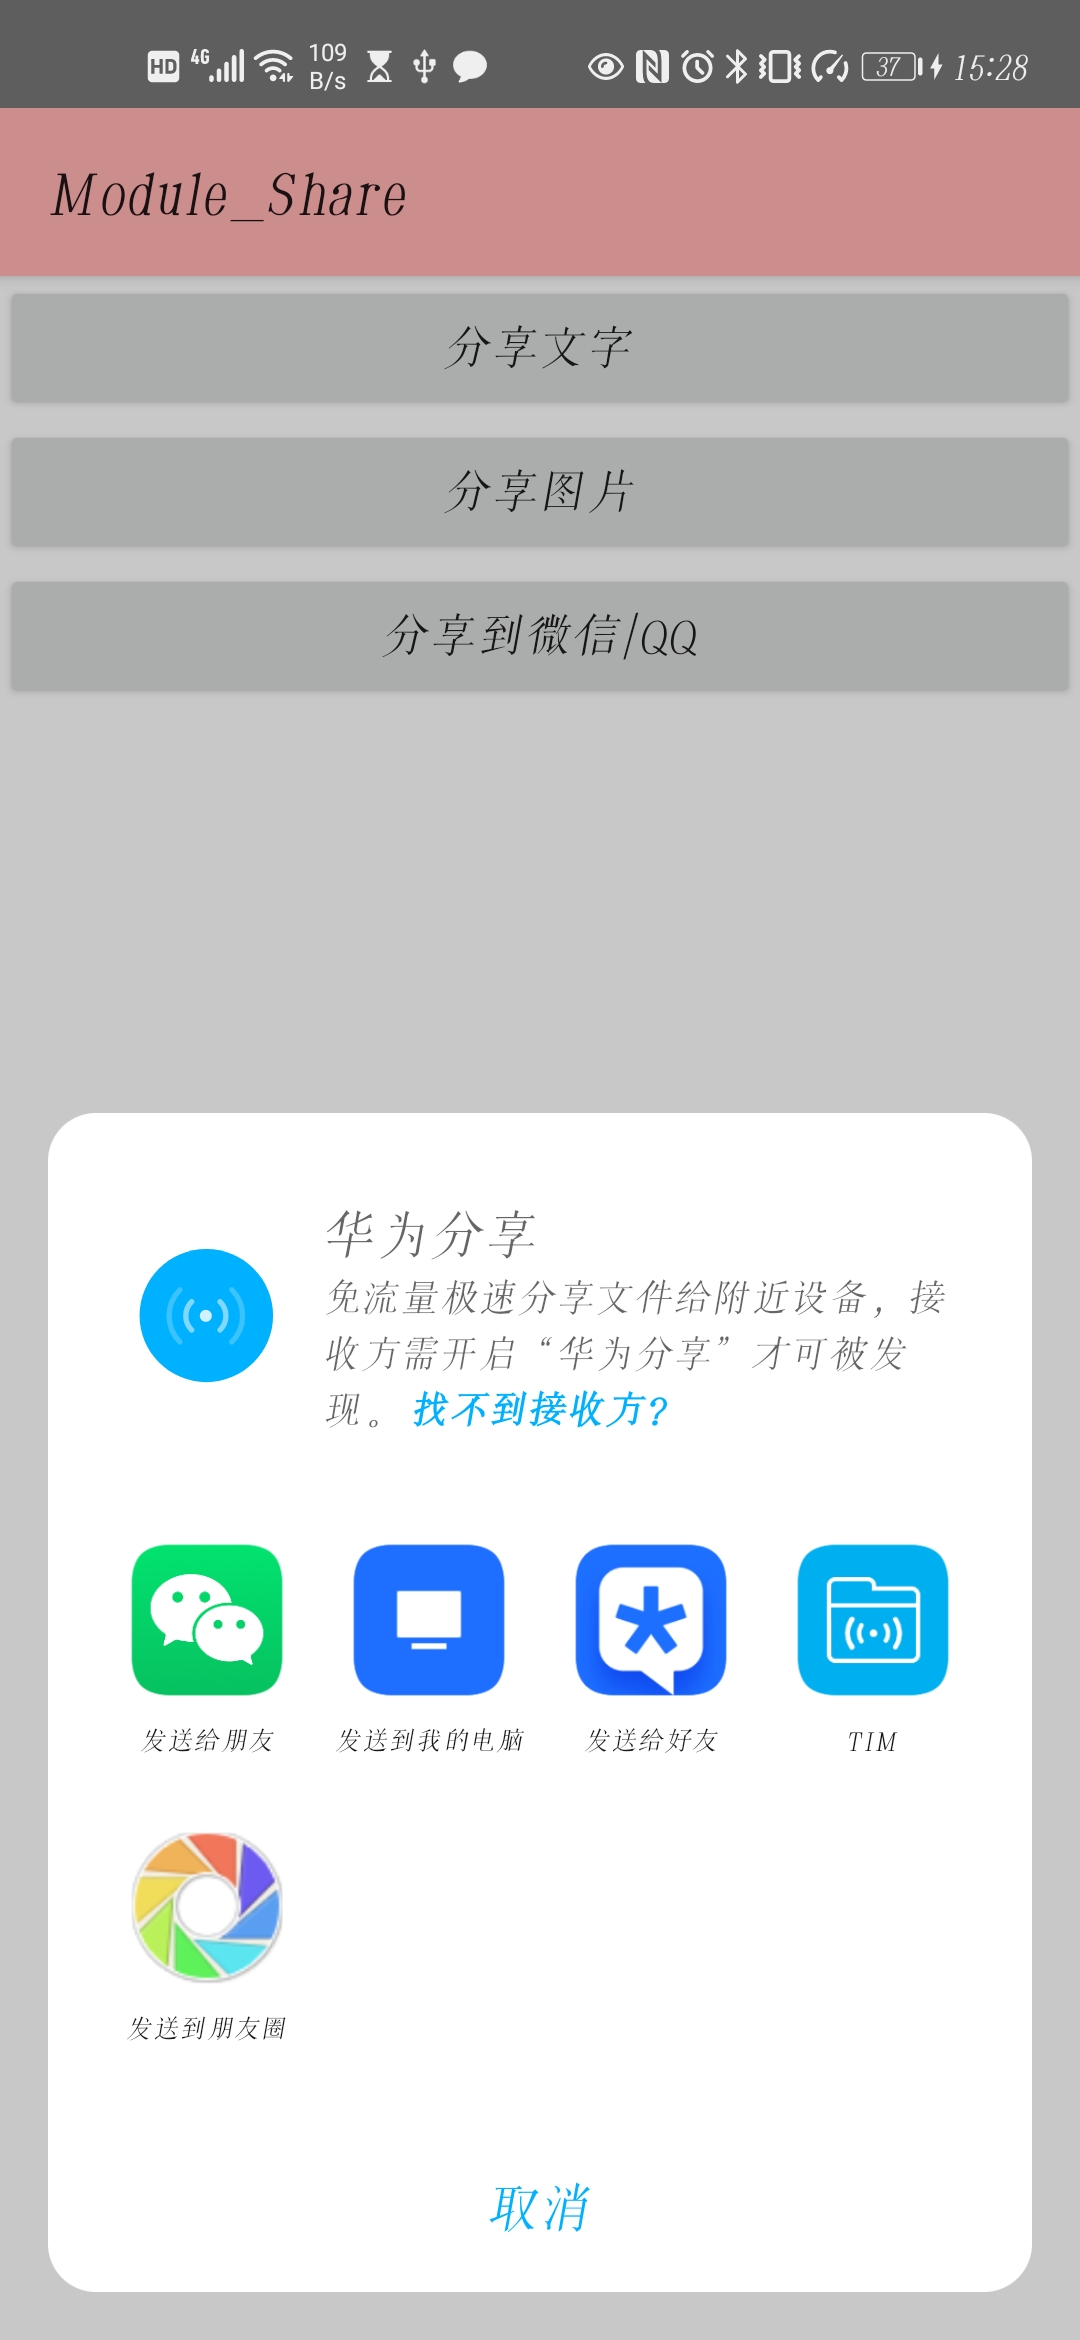 HD 4G 109 B/s 37 15:28
Module_Share
分享文字
分享图片
分享到微信/QQ
华为分享
免流量极速分享文件给附近设备，接
收方需开启“华为分享”才可被发
现。找不到接收方?
发送给朋友 发送到我的电脑 发送给好友 TIM
发送到朋友圈
取消